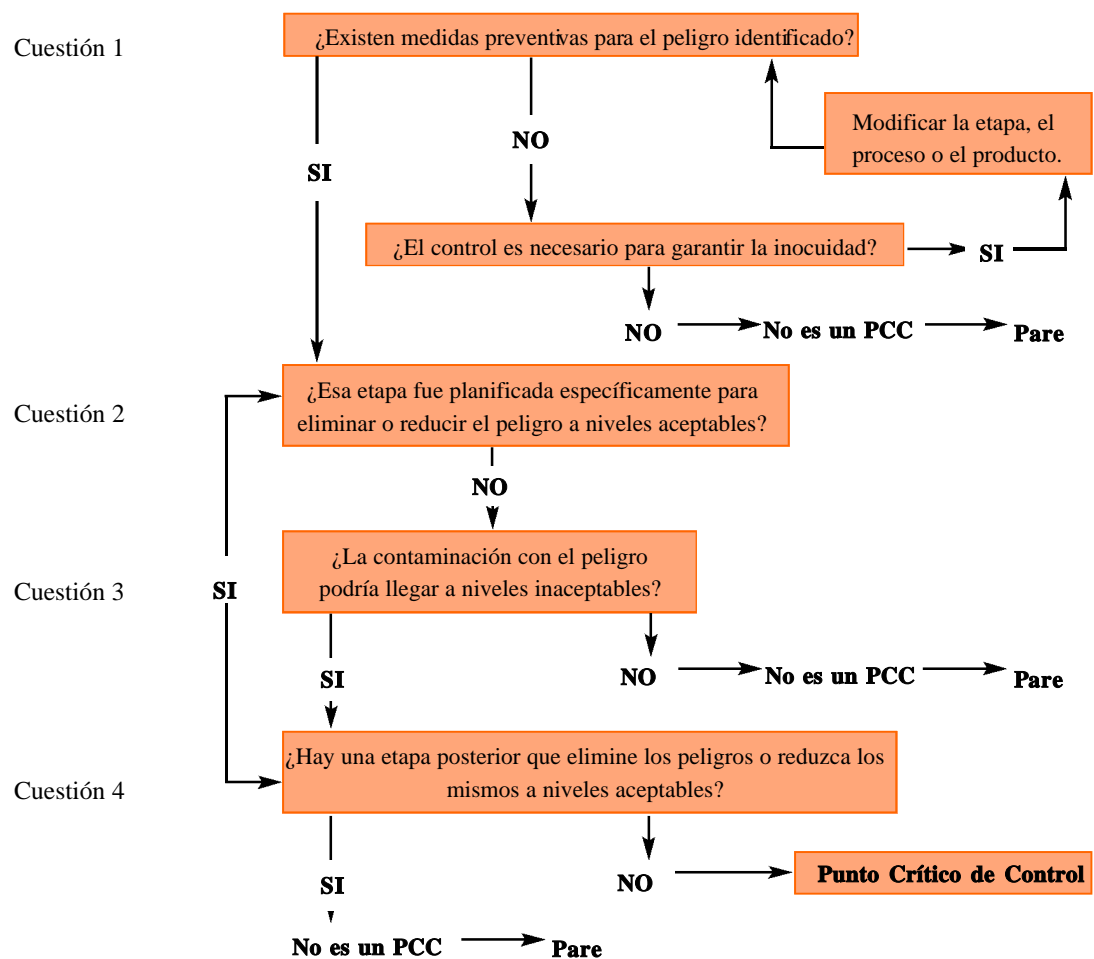 Cuestión 1
¿Existen medidas preventivas para el peligro identificado?
Modificar la etapa, el
proceso o el producto.
NO
SI
¿El control es necesario para garantir la inocuidad?
SI
NO
No es un PCC
Pare
Cuestión 2
¿Esa etapa fue planificada específicamente para
eliminar o reducir el peligro a niveles aceptables?
NO
Cuestión 3
SI
¿La contaminación con el peligro
podría llegar a niveles inaceptables?
SI
NO
No es un PCC
Pare
Cuestión 4
¿Hay una etapa posterior que elimine los peligros o reduzca los
mismos a niveles aceptables?
SI
NO
Punto Crítico de Control
No es un PCC
Pare